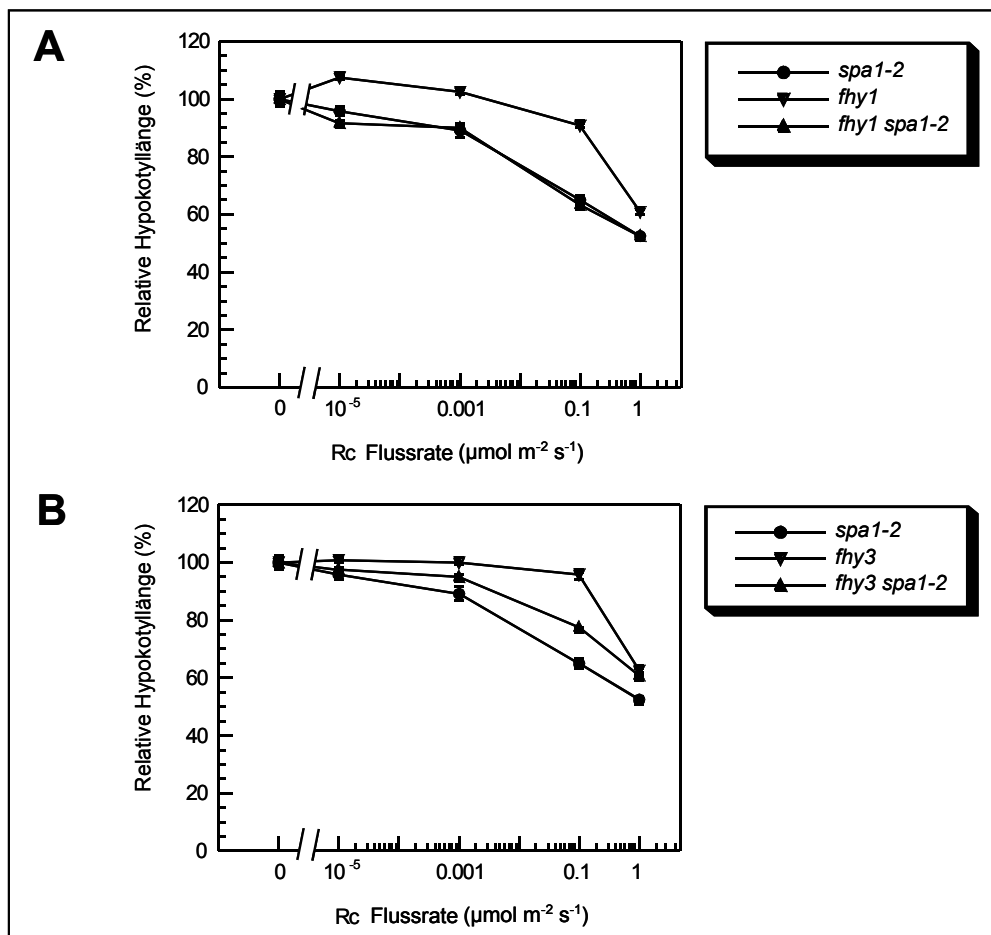 A
120
100
80
60
40
20
0
Relative Hypokotyllänge (%)
0 10⁻⁵ 0.001 0.1 1
Rc Flussrate (µmol m⁻² s⁻¹)
spa1-2
fhy1
fhy1 spa1-2
B
120
100
80
60
40
20
0
Relative Hypokotyllänge (%)
0 10⁻⁵ 0.001 0.1 1
Rc Flussrate (µmol m⁻² s⁻¹)
spa1-2
fhy3
fhy3 spa1-2